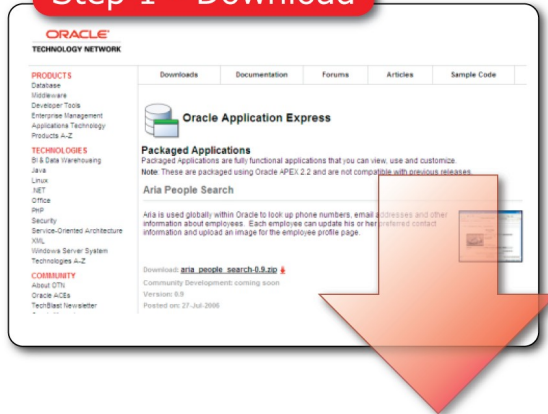 Step 1 - Download
ORACLE
TECHNOLOGY NETWORK
PRODUCTS
Database
Middleware
Developer Tools
Enterprise Management
Applications Technology
Products A-Z
TECHNOLOGIES
BI & Data Warehousing
Java
Linux
.NET
Office
PHP
Security
Service-Oriented Architecture
XML
Windows Server System
Technologies A-Z
COMMUNITY
About OTN
Oracle ACEs
TechBlast Newsletter
Downloads
Documentation
Forums
Articles
Sample Code
Oracle Application Express
Packaged Applications
Packaged Applications are fully functional applications that you can view, use and customize.
Note: These are packaged using Oracle APEX 2.2 and are not compatible with previous releases.
Aria People Search
Aria is used globally within Oracle to look up phone numbers, email addresses and other
information about employees. Each employee can update his or her preferred contact
information and upload an image for the employee profile page.
Download: aria_people_search-0.9.zip
Community Development: coming soon
Version: 0.9
Posted on: 27-Jul-2006